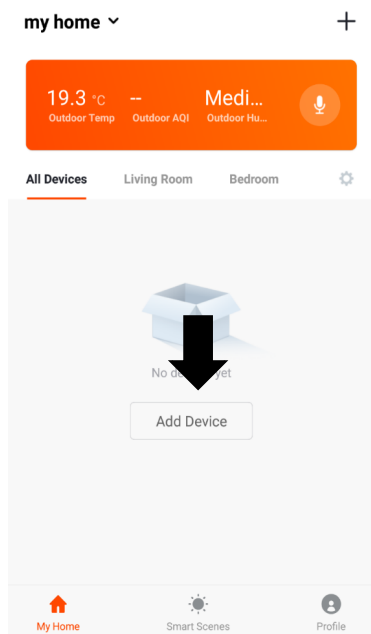 my home
19.3 °C -- Medi...
Outdoor Temp Outdoor AQI Outdoor Hu...
All Devices Living Room Bedroom
No yet
Add Device
My Home Smart Scenes Profile